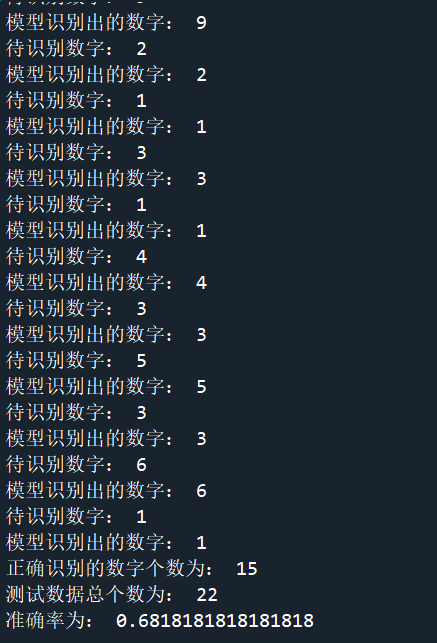 模型识别出的数字： 9
待识别数字： 2
模型识别出的数字： 2
待识别数字： 1
模型识别出的数字： 1
待识别数字： 3
模型识别出的数字： 3
待识别数字： 1
模型识别出的数字： 1
待识别数字： 4
模型识别出的数字： 4
待识别数字： 3
模型识别出的数字： 3
待识别数字： 5
模型识别出的数字： 5
待识别数字： 3
模型识别出的数字： 3
待识别数字： 6
模型识别出的数字： 6
待识别数字： 1
模型识别出的数字： 1
正确识别的数字个数为： 15
测试数据总个数为： 22
准确率为： 0.6818181818181818